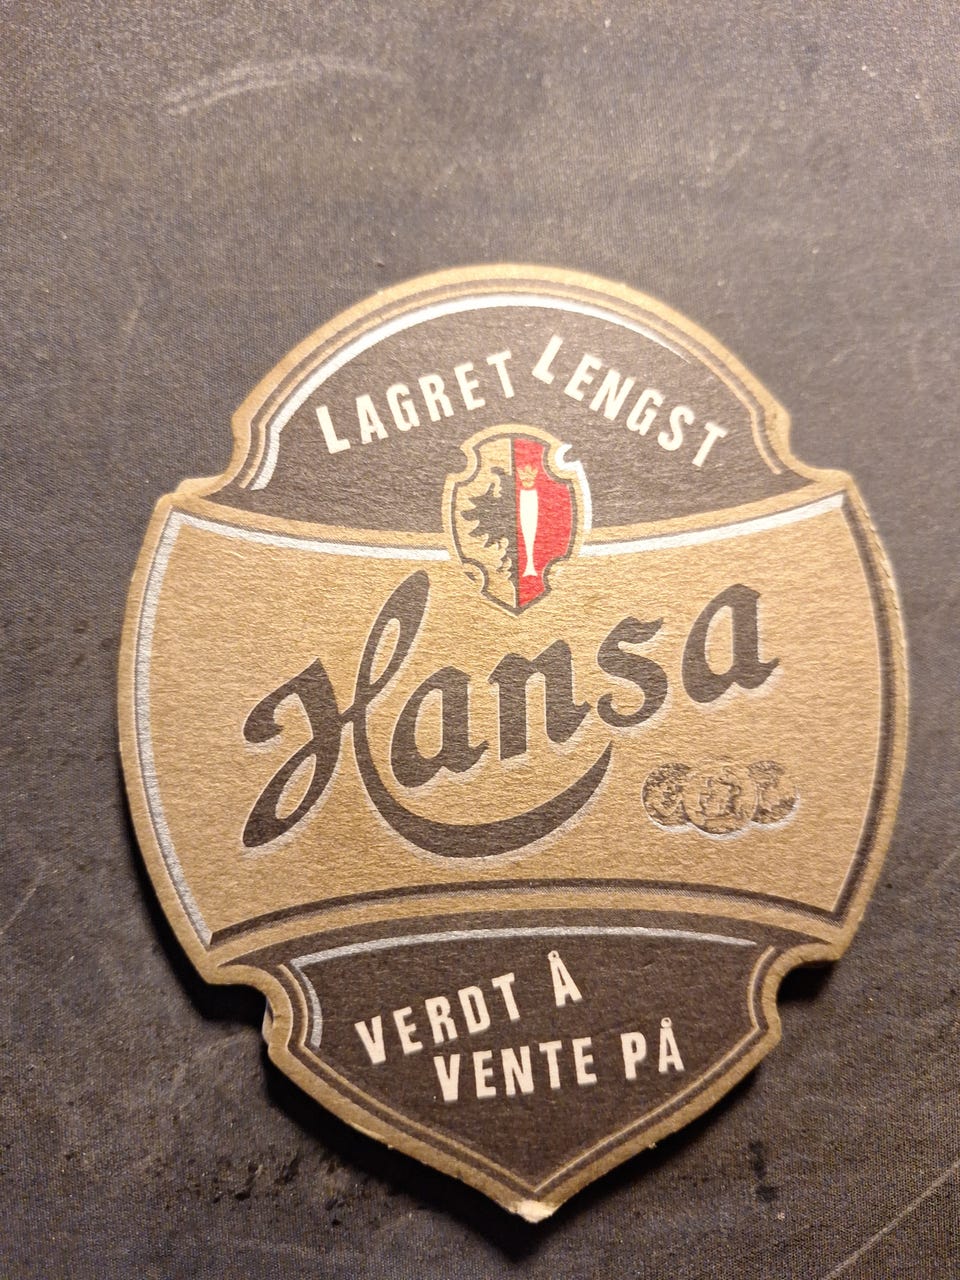 LAGRET LENGST
Hansa
VERDT Å
VENTE PÅ